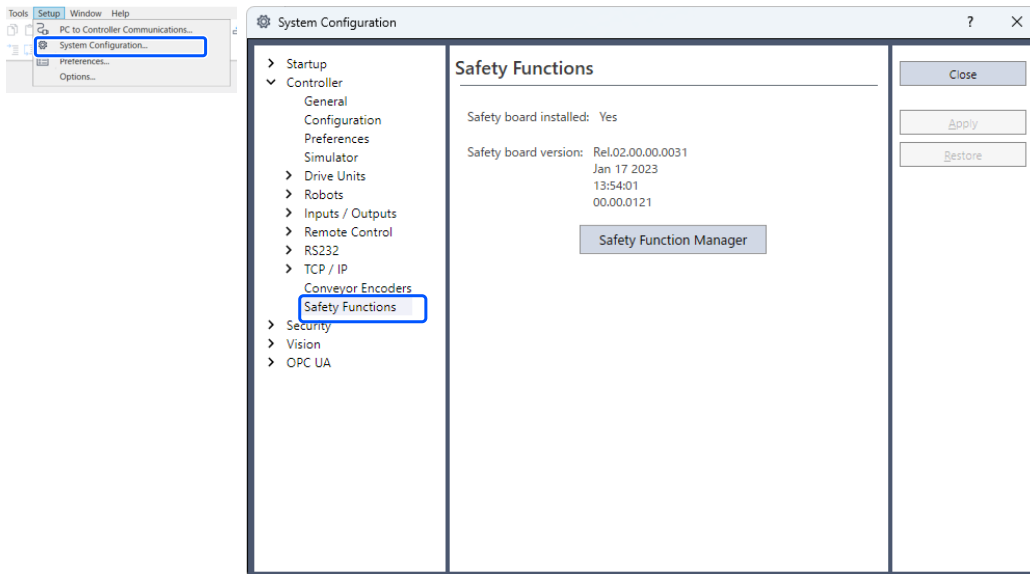 Tools Setup Window Help
PC to Controller Communications...
System Configuration...
Preferences...
Options...
System Configuration
?
Startup
Controller
General
Configuration
Preferences
Simulator
Drive Units
Robots
Inputs / Outputs
Remote Control
RS232
TCP / IP
Conveyor Encoders
Safety Functions
Security
Vision
OPC UA
Safety Functions
Safety board installed: Yes
Safety board version: Rel.02.00.00.0031
Jan 17 2023
13:54:01
00.00.0121
Safety Function Manager
Close
Apply
Restore